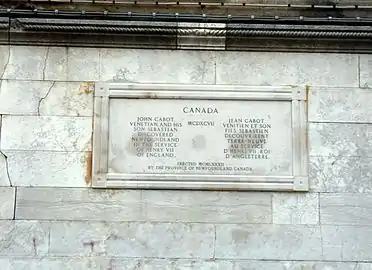 CANADA
JOHN CABOT
VENETIAN AND HIS
SON SEBASTIAN
DISCOVERED
NEWFOUNDLAND
IN THE SERVICE
OF HENRY VII
OF ENGLAND
MCDXCVII
JEAN CABOT
VENITIEN ET SON
FILS SEBASTIEN
DECOUVRIRENT
TERRE-NEUVE
AU SERVICE
D'HENRI VII ROI
D'ANGLETERRE
ERECTED
BY THE PROVINCE OF NEWFOUNDLAND CANADA